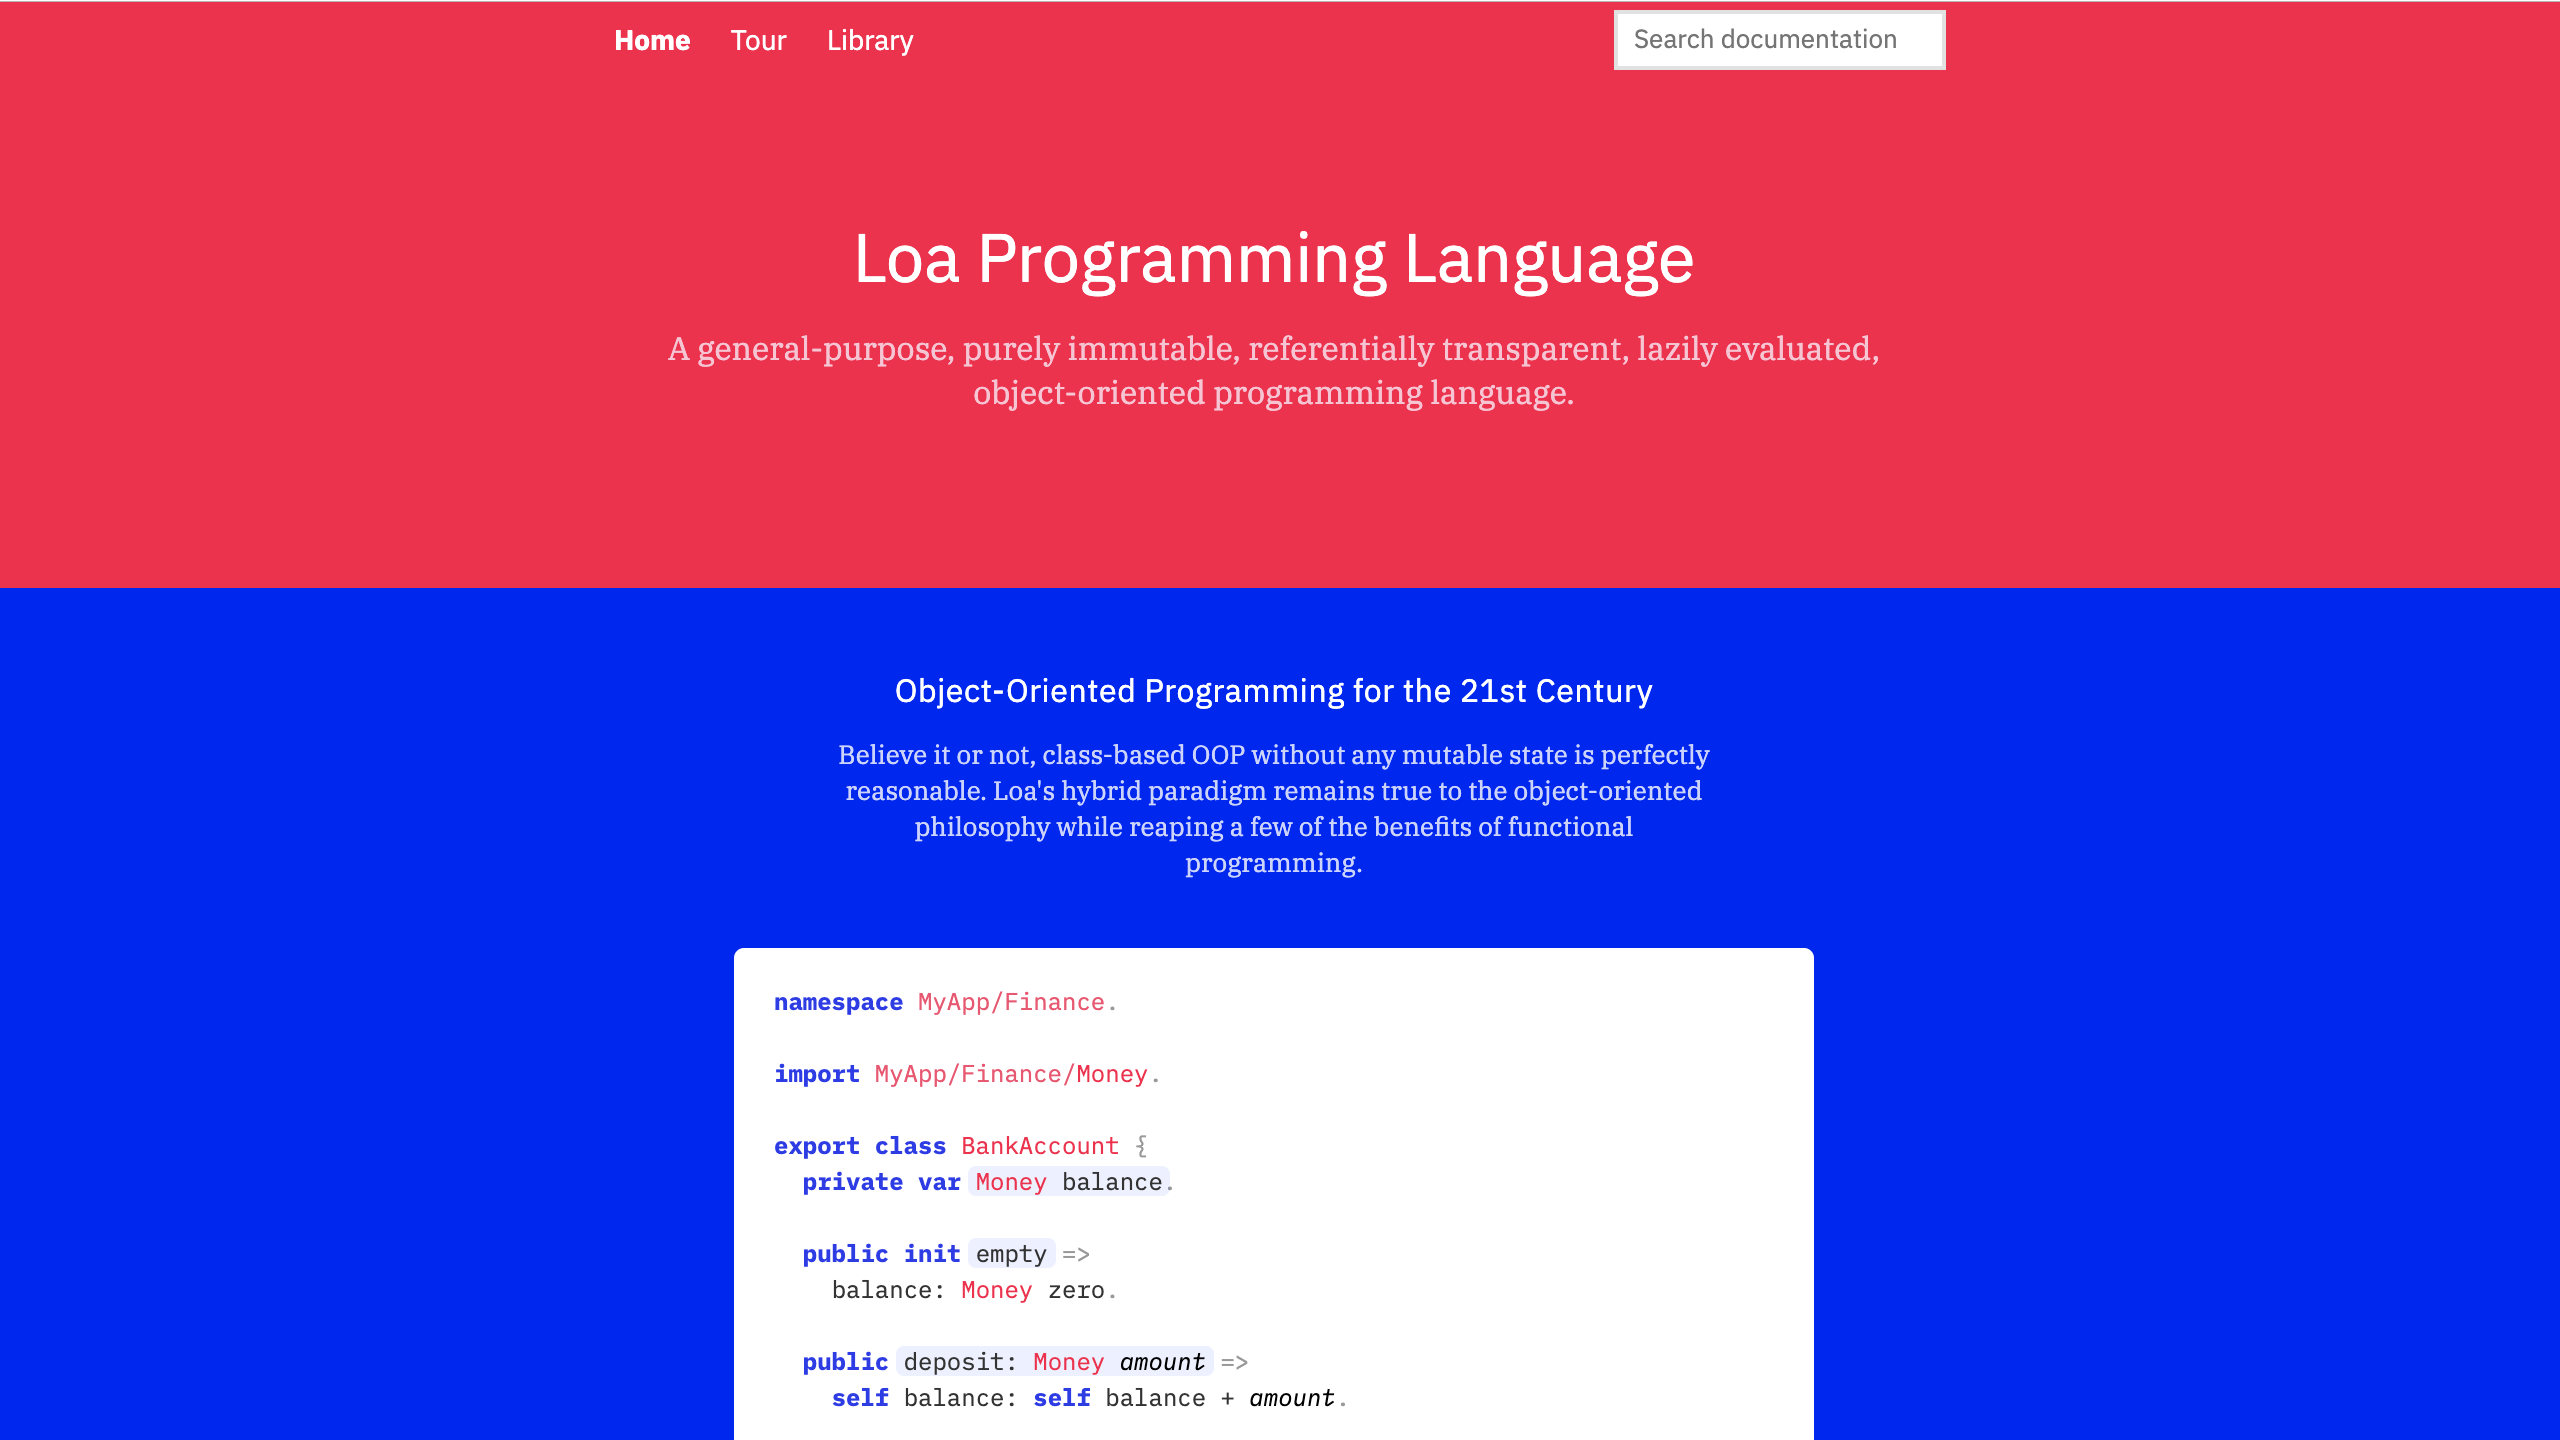 Home Tour Library Search documentation
Loa Programming Language
A general-purpose, purely immutable, referentially transparent, lazily evaluated,
object-oriented programming language.
Object-Oriented Programming for the 21st Century
Believe it or not, class-based OOP without any mutable state is perfectly
reasonable. Loa's hybrid paradigm remains true to the object-oriented
philosophy while reaping a few of the benefits of functional
programming.
namespace MyApp/Finance.
import MyApp/Finance/Money.
export class BankAccount {
  private var Money balance.
  public init empty =>
    balance: Money zero.
  public deposit: Money amount =>
    self balance: self balance + amount.